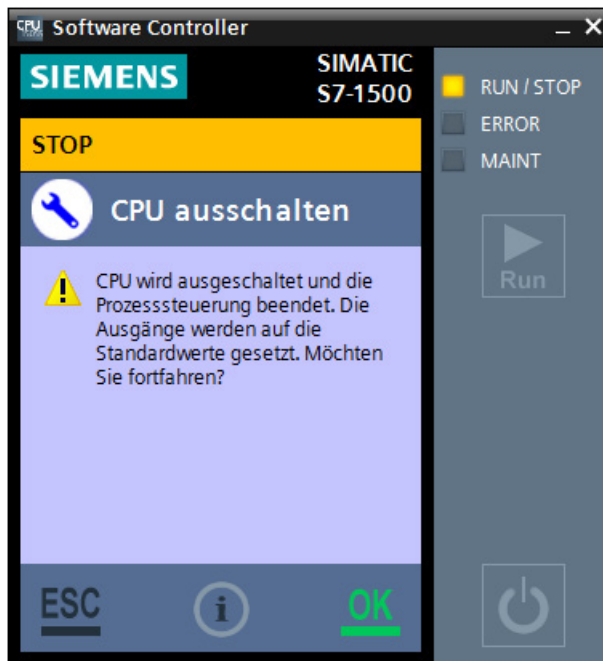 CPU Software Controller
SIEMENS
SIMATIC
S7-1500
STOP
CPU ausschalten
CPU wird ausgeschaltet und die
Prozesssteuerung beendet. Die
Ausgänge werden auf die
Standardwerte gesetzt. Möchten
Sie fortfahren?
ESC
i
OK
RUN / STOP
ERROR
MAINT
Run